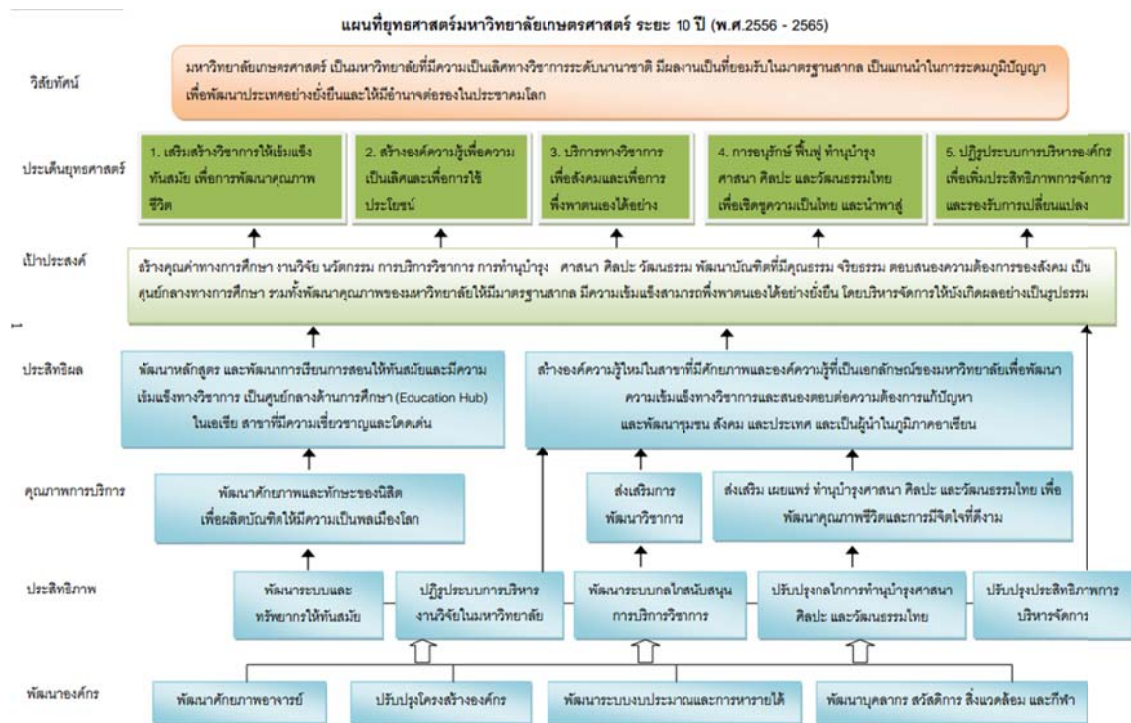 แผนที่ยุทธศาสตร์มหาวิทยาลัยเกษตรศาสตร์ ระยะ 10 ปี (พ.ศ.2556 - 2565)
วิสัยทัศน์
มหาวิทยาลัยเกษตรศาสตร์ เป็นมหาวิทยาลัยที่มีความเป็นเลิศทางวิชาการระดับนานาชาติ มีผลงานเป็นที่ยอมรับในมาตรฐานสากล เป็นแกนนำในการระดมภูมิปัญญา
เพื่อพัฒนาประเทศอย่างยั่งยืนและให้มีอำนาจต่อรองในประชาคมโลก
ประเด็นยุทธศาสตร์
1. เสริมสร้างวิชาการให้เข้มแข็ง
ทันสมัย เพื่อการพัฒนาคุณภาพ
ชีวิต
2. สร้างองค์ความรู้เพื่อความ
เป็นเลิศและเพื่อการใช้
ประโยชน์
3. บริการทางวิชาการ
เพื่อสังคมและเพื่อการ
พึ่งพาตนเองได้อย่าง
4. การอนุรักษ์ ฟื้นฟู ทำนุบำรุง
ศาสนา ศิลปะ และวัฒนธรรมไทย
เพื่อเชิดชูความเป็นไทย และนำพาสู่
5. ปฏิรูประบบการบริหารองค์กร
เพื่อเพิ่มประสิทธิภาพการจัดการ
และรองรับการเปลี่ยนแปลง
เป้าประสงค์
สร้างคุณค่าทางการศึกษา งานวิจัย นวัตกรรม การบริการวิชาการ การทำนุบำรุง ศาสนา ศิลปะ วัฒนธรรม พัฒนาบัณฑิตที่มีคุณธรรม จริยธรรม ตอบสนองความต้องการของสังคม เป็น
ศูนย์กลางทางการศึกษา รวมทั้งพัฒนาคุณภาพของมหาวิทยาลัยให้มีมาตรฐานสากล มีความเข้มแข็งสามารถพึ่งพาตนเองได้อย่างยั่งยืน โดยบริหารจัดการให้บังเกิดผลอย่างเป็นรูปธรรม
ประสิทธิผล
พัฒนาหลักสูตร และพัฒนาการเรียนการสอนให้ทันสมัยและมีความ
เข้มแข็งทางวิชาการ เป็นศูนย์กลางด้านการศึกษา (Education Hub)
ในเอเชีย สาขาที่มีความเชี่ยวชาญและโดดเด่น
สร้างองค์ความรู้ใหม่ในสาขาที่มีศักยภาพและองค์ความรู้ที่เป็นเอกลักษณ์ของมหาวิทยาลัยเพื่อพัฒนา
ความเข้มแข็งทางวิชาการและสนองตอบต่อความต้องการแก้ปัญหา
และพัฒนาชุมชน สังคม และประเทศ และเป็นผู้นำในภูมิภาคอาเซียน
คุณภาพการบริการ
พัฒนาศักยภาพและทักษะของนิสิต
เพื่อผลิตบัณฑิตให้มีความเป็นพลเมืองโลก
ส่งเสริมการ
พัฒนาวิชาการ
ส่งเสริม เผยแพร่ ทำนุบำรุงศาสนา ศิลปะ และวัฒนธรรมไทย เพื่อ
พัฒนาคุณภาพชีวิตและการมีจิตใจที่ดีงาม
ประสิทธิภาพ
พัฒนาระบบและ
ทรัพยากรให้ทันสมัย
ปฏิรูประบบการบริหาร
งานวิจัยในมหาวิทยาลัย
พัฒนาระบบกลไกสนับสนุน
การบริการวิชาการ
ปรับปรุงกลไกการทำนุบำรุงศาสนา
ศิลปะ และวัฒนธรรมไทย
ปรับปรุงประสิทธิภาพการ
บริหารจัดการ
พัฒนาองค์กร
พัฒนาศักยภาพอาจารย์
ปรับปรุงโครงสร้างองค์กร
พัฒนาระบบงบประมาณและการหารายได้
พัฒนาบุคลากร สวัสดิการ สิ่งแวดล้อม และกีฬา